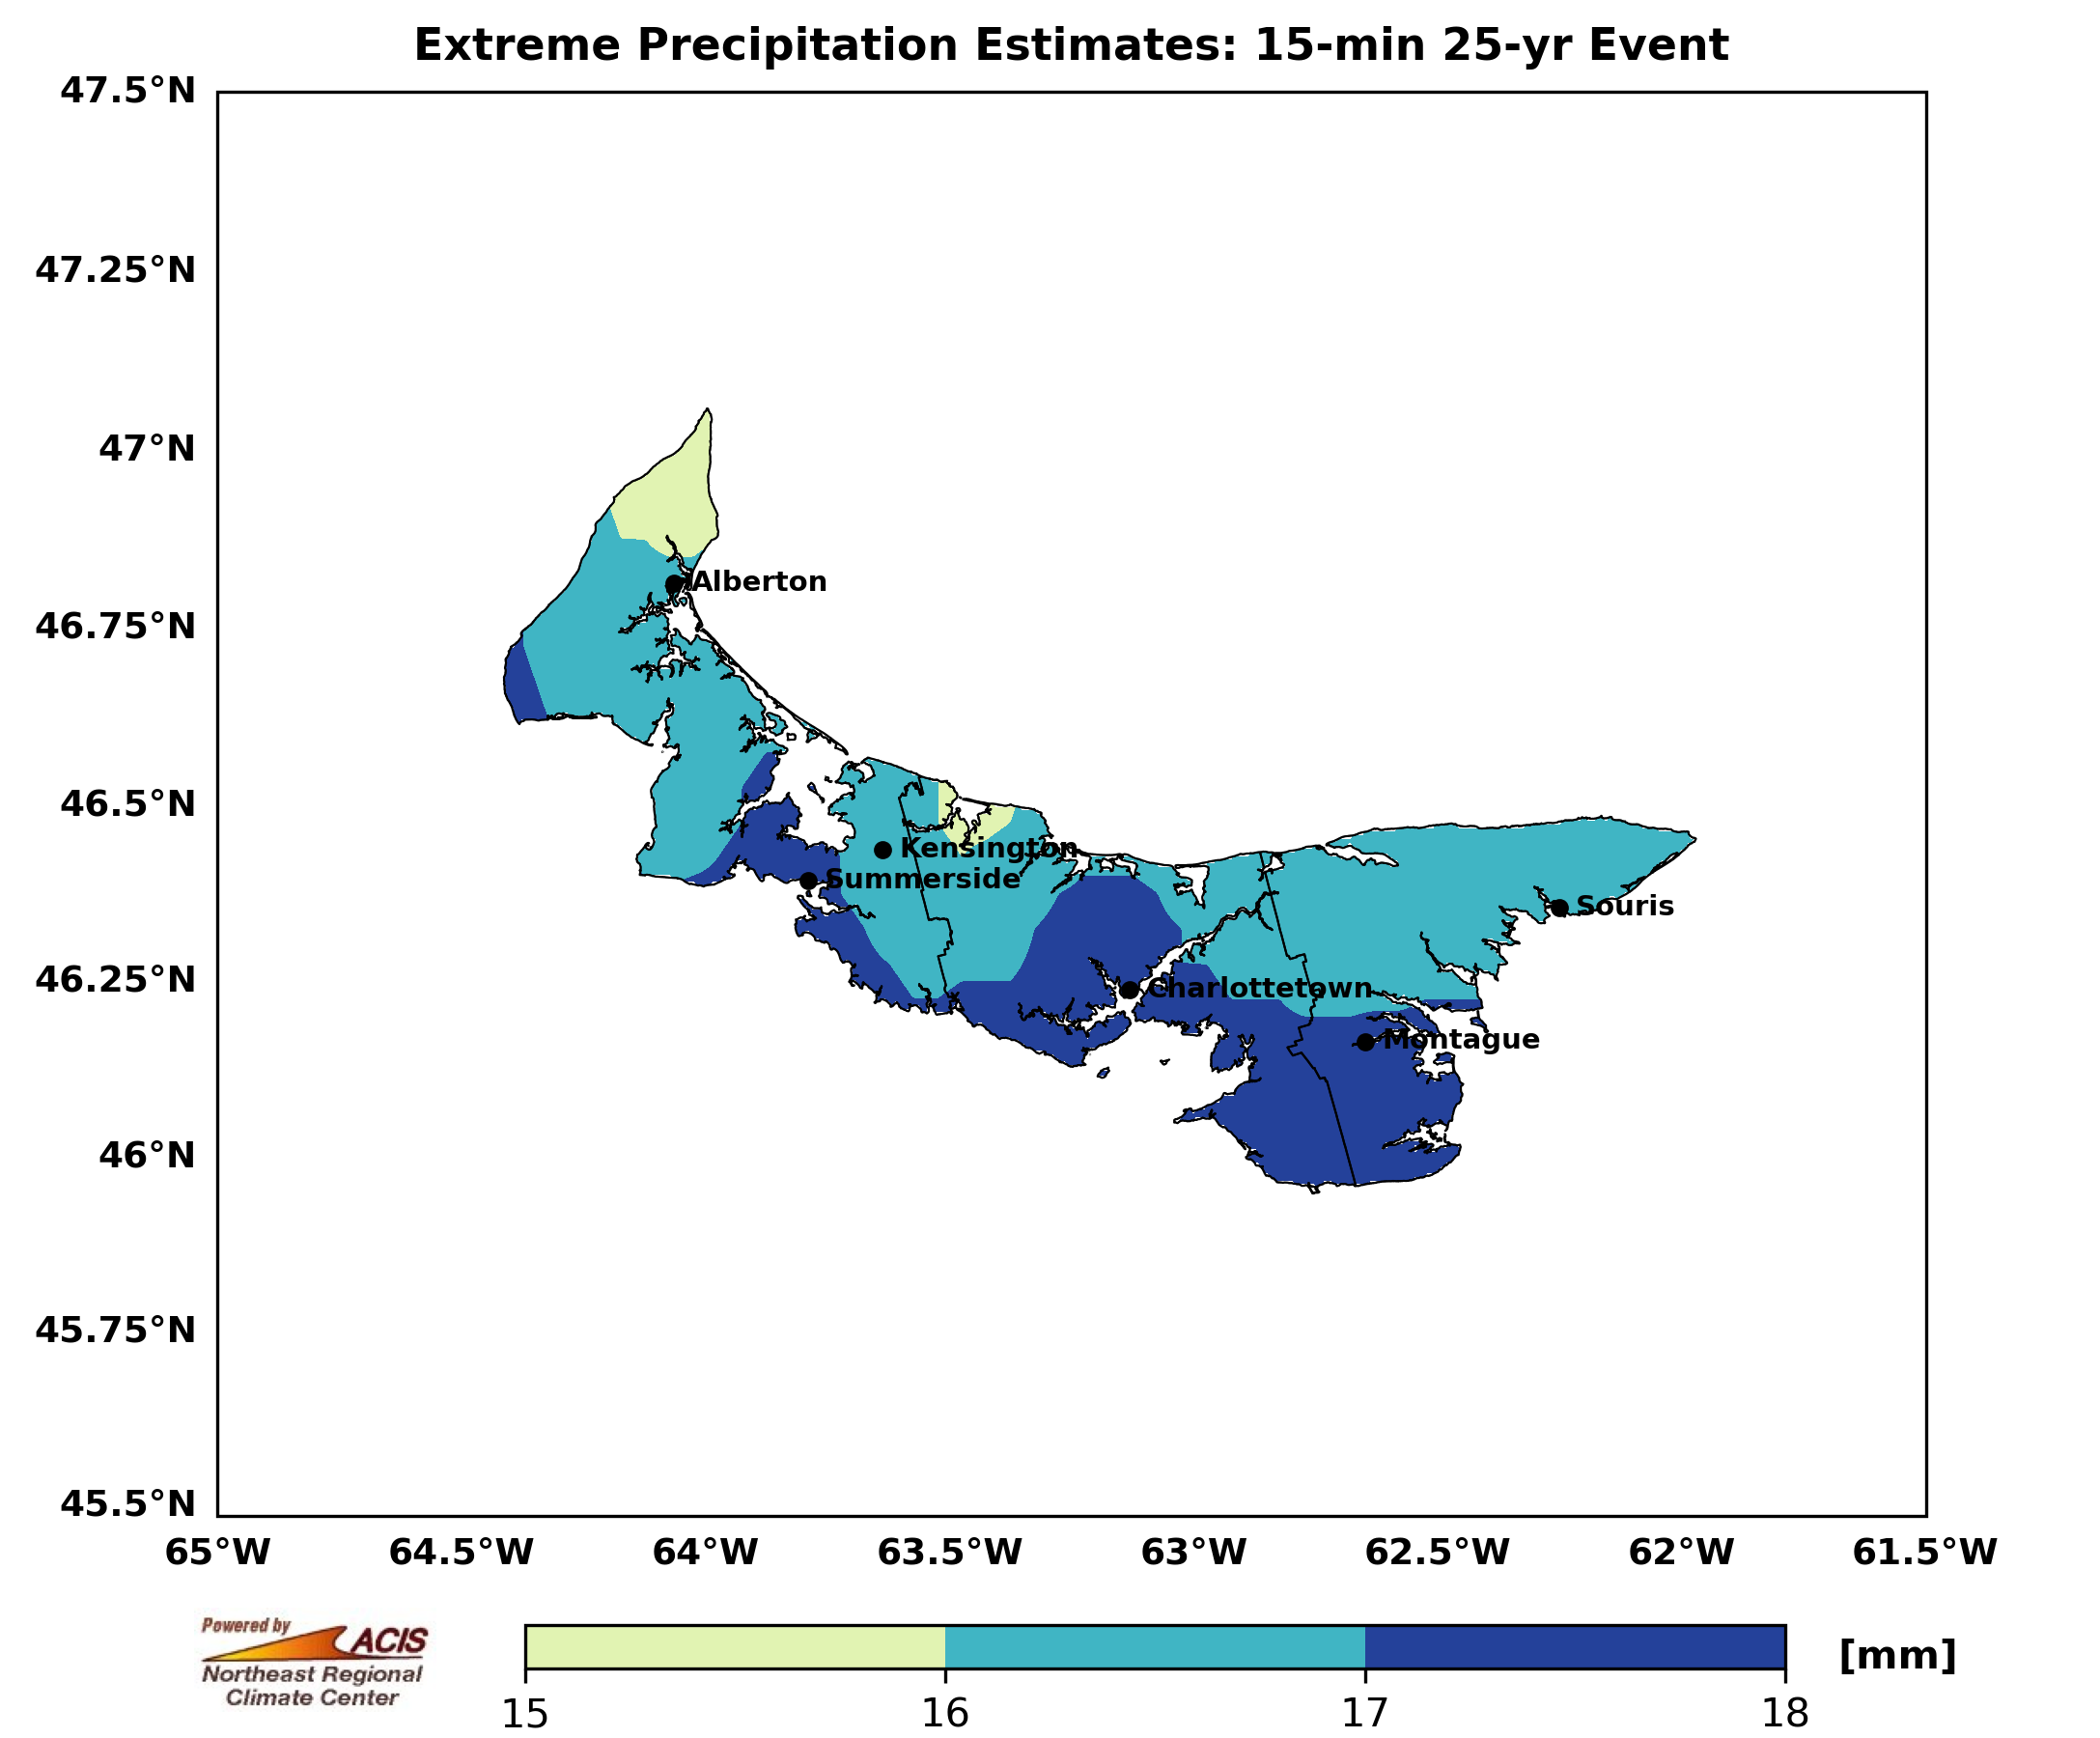 Extreme Precipitation Estimates: 15-min 25-yr Event
47.5°N
47.25°N
47°N
46.75°N
46.5°N
46.25°N
46°N
45.75°N
45.5°N
Alberton
Kensington
Summerside
Souris
Charlottetown
Montague
65°W 64.5°W 64°W 63.5°W 63°W 62.5°W 62°W 61.5°W
Powered by
ACIS
Northeast Regional
Climate Center
[mm]
15 16 17 18